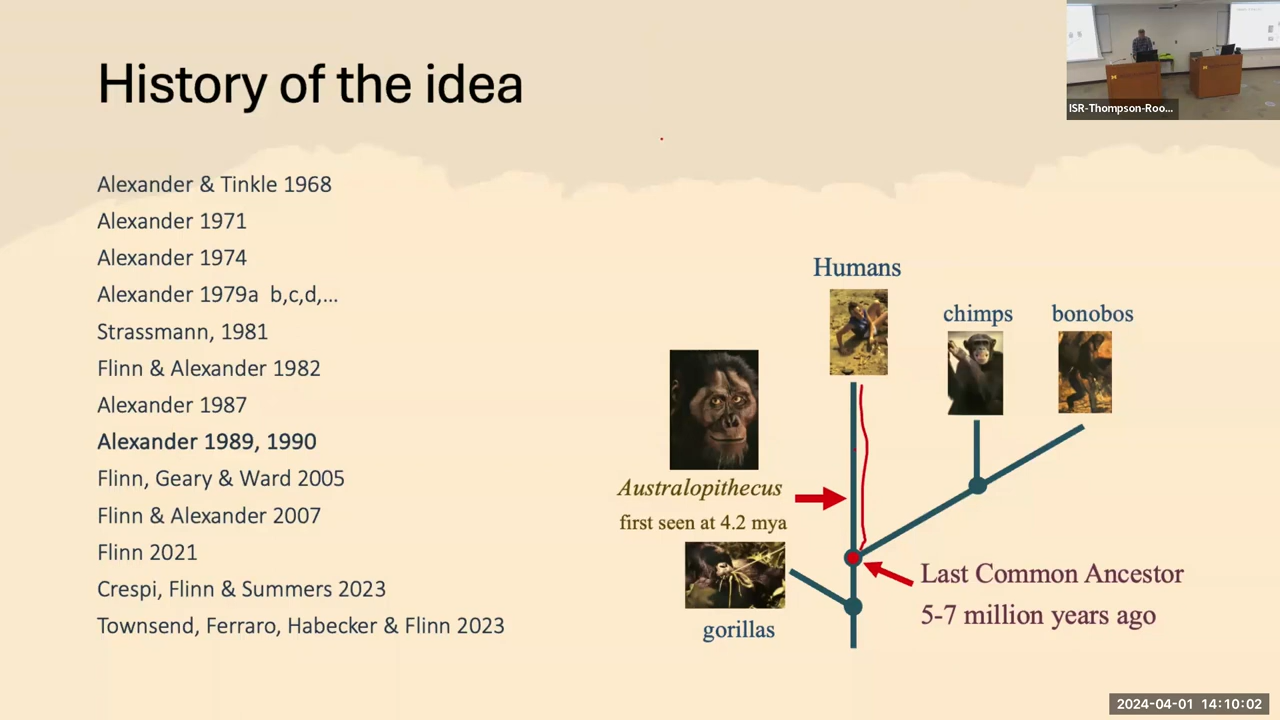 ISR-Thompson-Roo...
History of the idea
Alexander & Tinkle 1968
Alexander 1971
Alexander 1974
Alexander 1979a  b,c,d,...
Strassmann, 1981
Flinn & Alexander 1982
Alexander 1987
Alexander 1989, 1990
Flinn, Geary & Ward 2005
Flinn & Alexander 2007
Flinn 2021
Crespi, Flinn & Summers 2023
Townsend, Ferraro, Habecker & Flinn 2023
Humans
chimps
bonobos
Australopithecus
first seen at 4.2 mya
gorillas
Last Common Ancestor
5-7 million years ago
2024-04-01  14:10:02